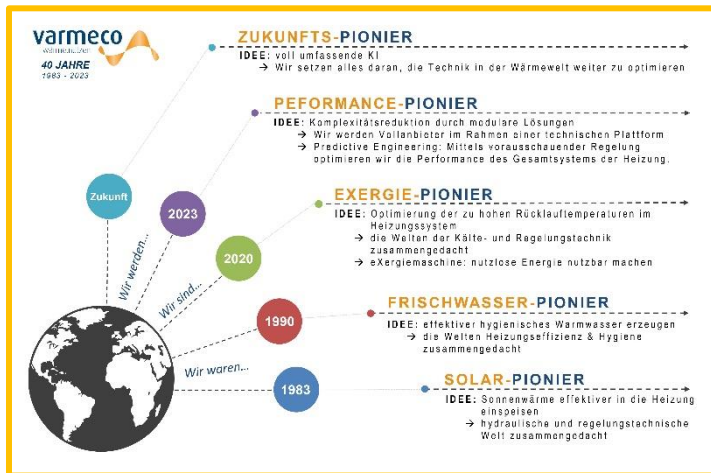 varmeco
40 JAHRE
1983 - 2023
ZUKUNFTS-PIONIER
IDEE: voll umfassende KI
→ Wir setzen alles daran, die Technik in der Wärmewelt weiter zu optimieren
PEFORMANCE-PIONIER
IDEE: Komplexitätsreduktion durch modulare Lösungen
→ Wir werden Vollanbieter im Rahmen einer technischen Plattform
→ Predictive Engineering: Mittels vorausschauender Regelung
optimieren wir die Performance des Gesamtsystems der Heizung.
Zukunft
2023
EXERGIE-PIONIER
IDEE: Optimierung der zu hohen Rücklauftemperaturen im
Heizungssystem
→ die Welten der Kälte- und Regelungstechnik
zusammengedacht
→ eXergiemaschine: nutzlose Energie nutzbar machen
2020
Wir werden...
Wir sind...
FRISCHWASSER-PIONIER
IDEE: effektiver hygienisches Warmwasser erzeugen
→ die Welten Heizungseffizienz & Hygiene
zusammengedacht
1990
Wir waren...
SOLAR-PIONIER
IDEE: Sonnenwärme effektiver in die Heizung
einspeisen
→ hydraulische und regelungstechnische
Welt zusammengedacht
1983